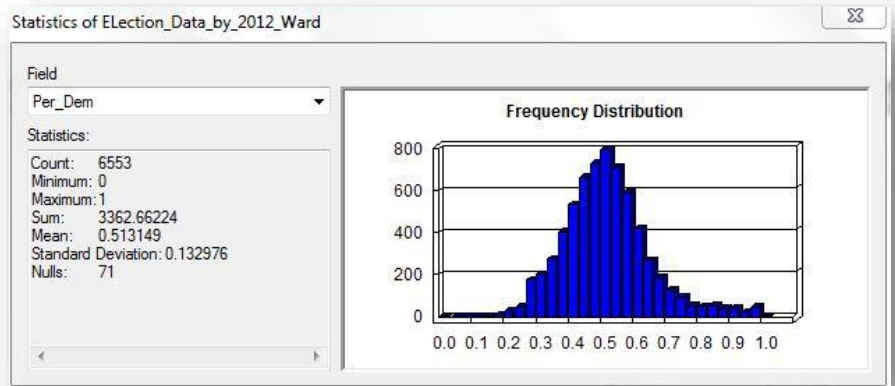 Statistics of ELection_Data_by_2012_Ward
Field
Per_Dem
Statistics:
Count: 6553
Minimum: 0
Maximum: 1
Sum: 3362.66224
Mean: 0.513149
Standard Deviation: 0.132976
Nulls: 71
Frequency Distribution
800
600
400
200
0
0.0 0.1 0.2 0.3 0.4 0.5 0.6 0.7 0.8 0.9 1.0